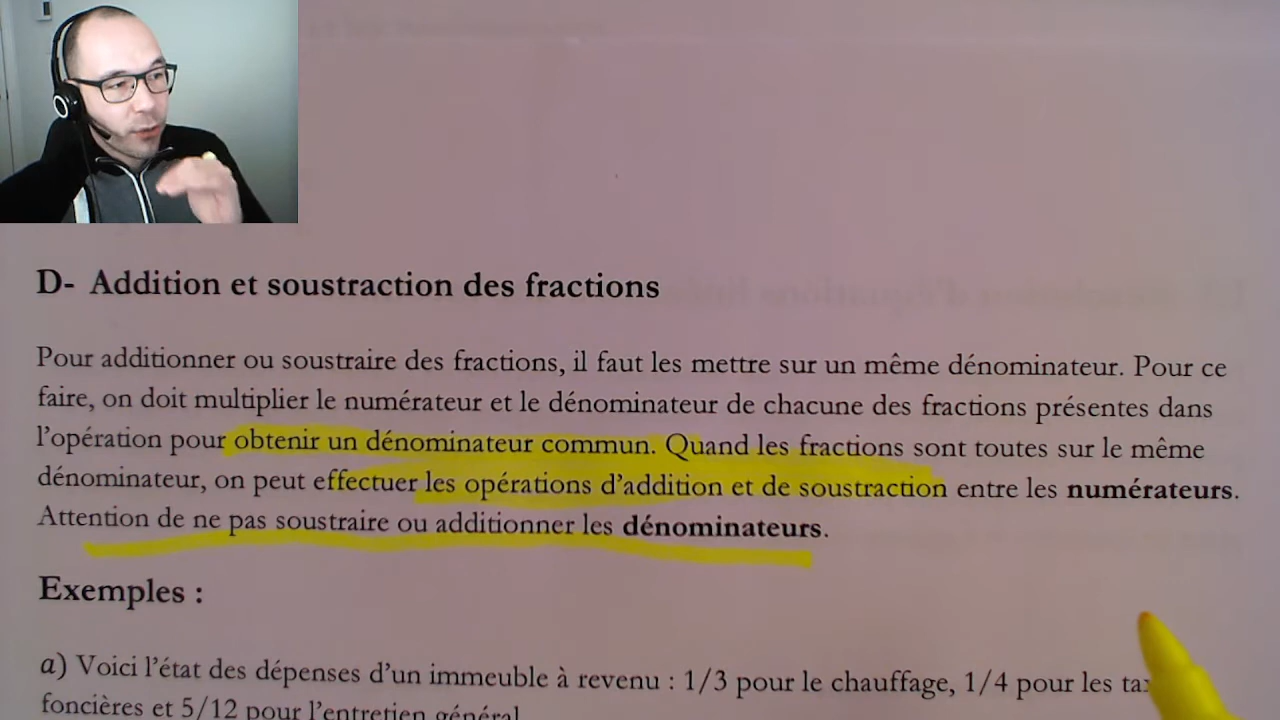 D- Addition et soustraction des fractions
Pour additionner ou soustraire des fractions, il faut les mettre sur un même dénominateur. Pour ce
faire, on doit multiplier le numérateur et le dénominateur de chacune des fractions présentes dans
l'opération pour obtenir un dénominateur commun. Quand les fractions sont toutes sur le même
dénominateur, on peut effectuer les opérations d'addition et de soustraction entre les numérateurs.
Attention de ne pas soustraire ou additionner les dénominateurs.
Exemples :
a) Voici l'état des dépenses d'un immeuble à revenu : 1/3 pour le chauffage, 1/4 pour les
foncières et 5/12 pour l'entretien général